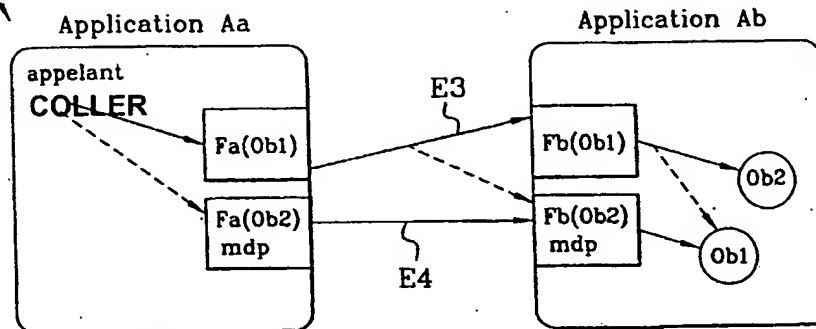 Application Aa
Application Ab
appelant
COLLER
E3
Fa(Ob1)
Fb(Ob1)
Ob2
Fa(Ob2)
mdp
Fb(Ob2)
mdp
Ob1
E4